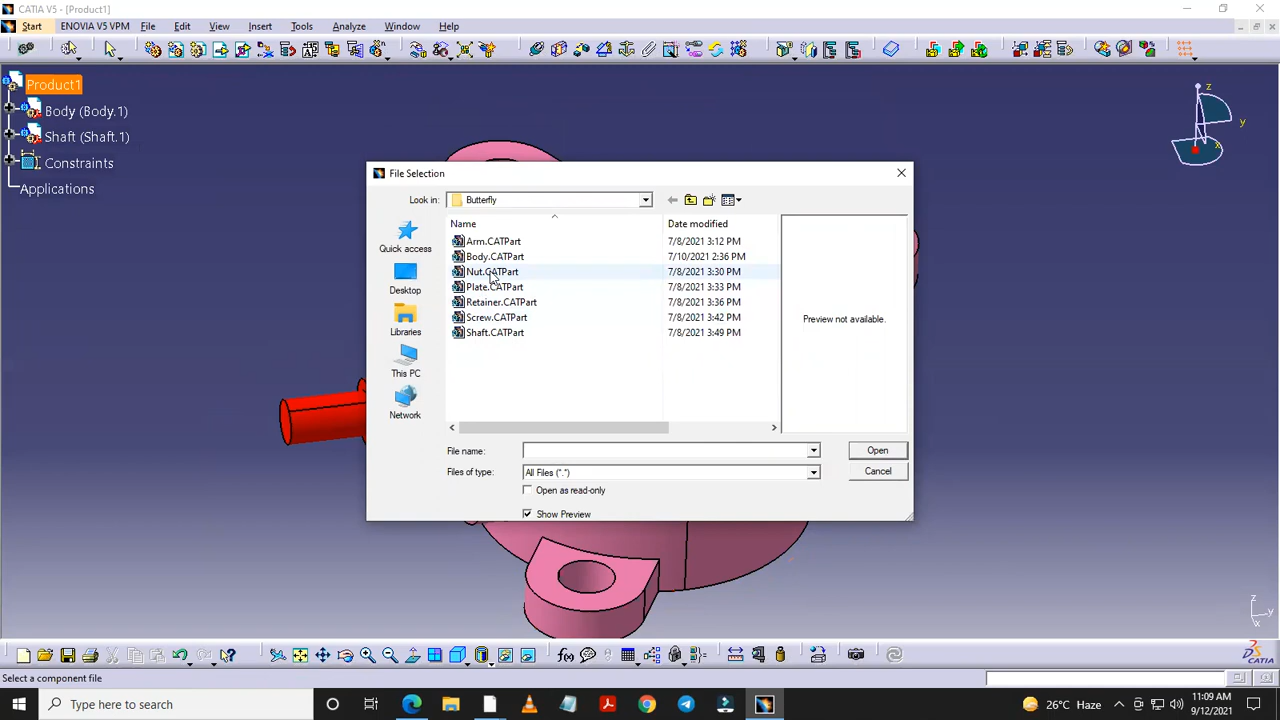 CATIA V5 - [Product1]
Start ENOVIA V5 VPM File Edit View Insert Tools Analyze Window Help
Product1
Body (Body.1)
Shaft (Shaft.1)
Constraints
Applications
z
y
x
File Selection
Look in: Butterfly
Quick access
Desktop
Libraries
This PC
Network
Name Date modified
Arm.CATPart 7/8/2021 3:12 PM
Body.CATPart 7/10/2021 2:36 PM
Nut.CATPart 7/8/2021 3:30 PM
Plate.CATPart 7/8/2021 3:33 PM
Retainer.CATPart 7/8/2021 3:36 PM
Screw.CATPart 7/8/2021 3:42 PM
Shaft.CATPart 7/8/2021 3:49 PM
Preview not available.
File name: Open
Files of type: All Files (*.*) Cancel
Open as read-only
Show Preview
z
y
x
f(x)
CATIA
Select a component file
Type here to search
26°C Haze
11:09 AM
9/12/2021